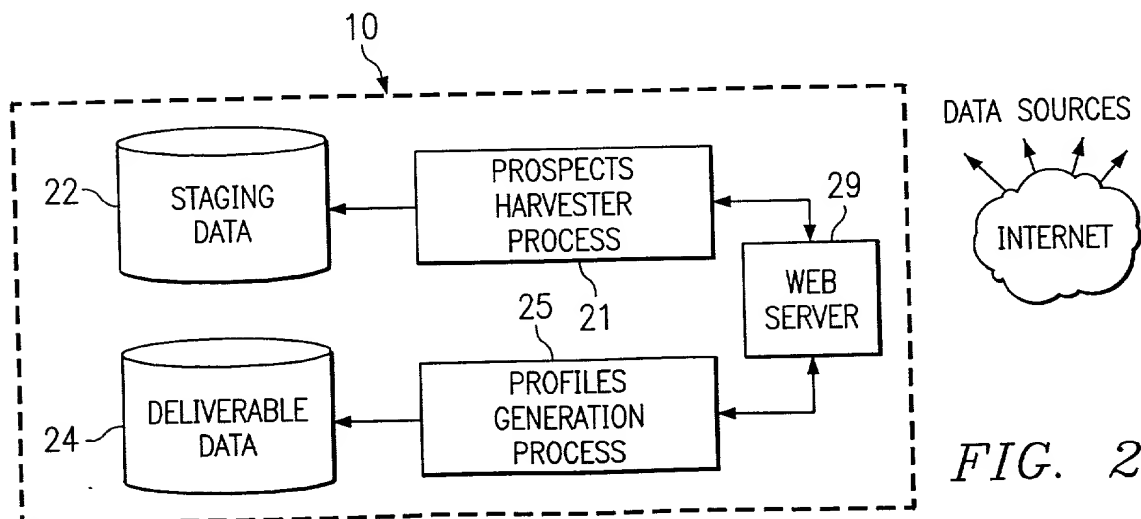 10
DATA SOURCES
22
STAGING
DATA
PROSPECTS
HARVESTER
PROCESS
29
INTERNET
21
WEB
SERVER
25
24
DELIVERABLE
DATA
PROFILES
GENERATION
PROCESS
FIG. 2